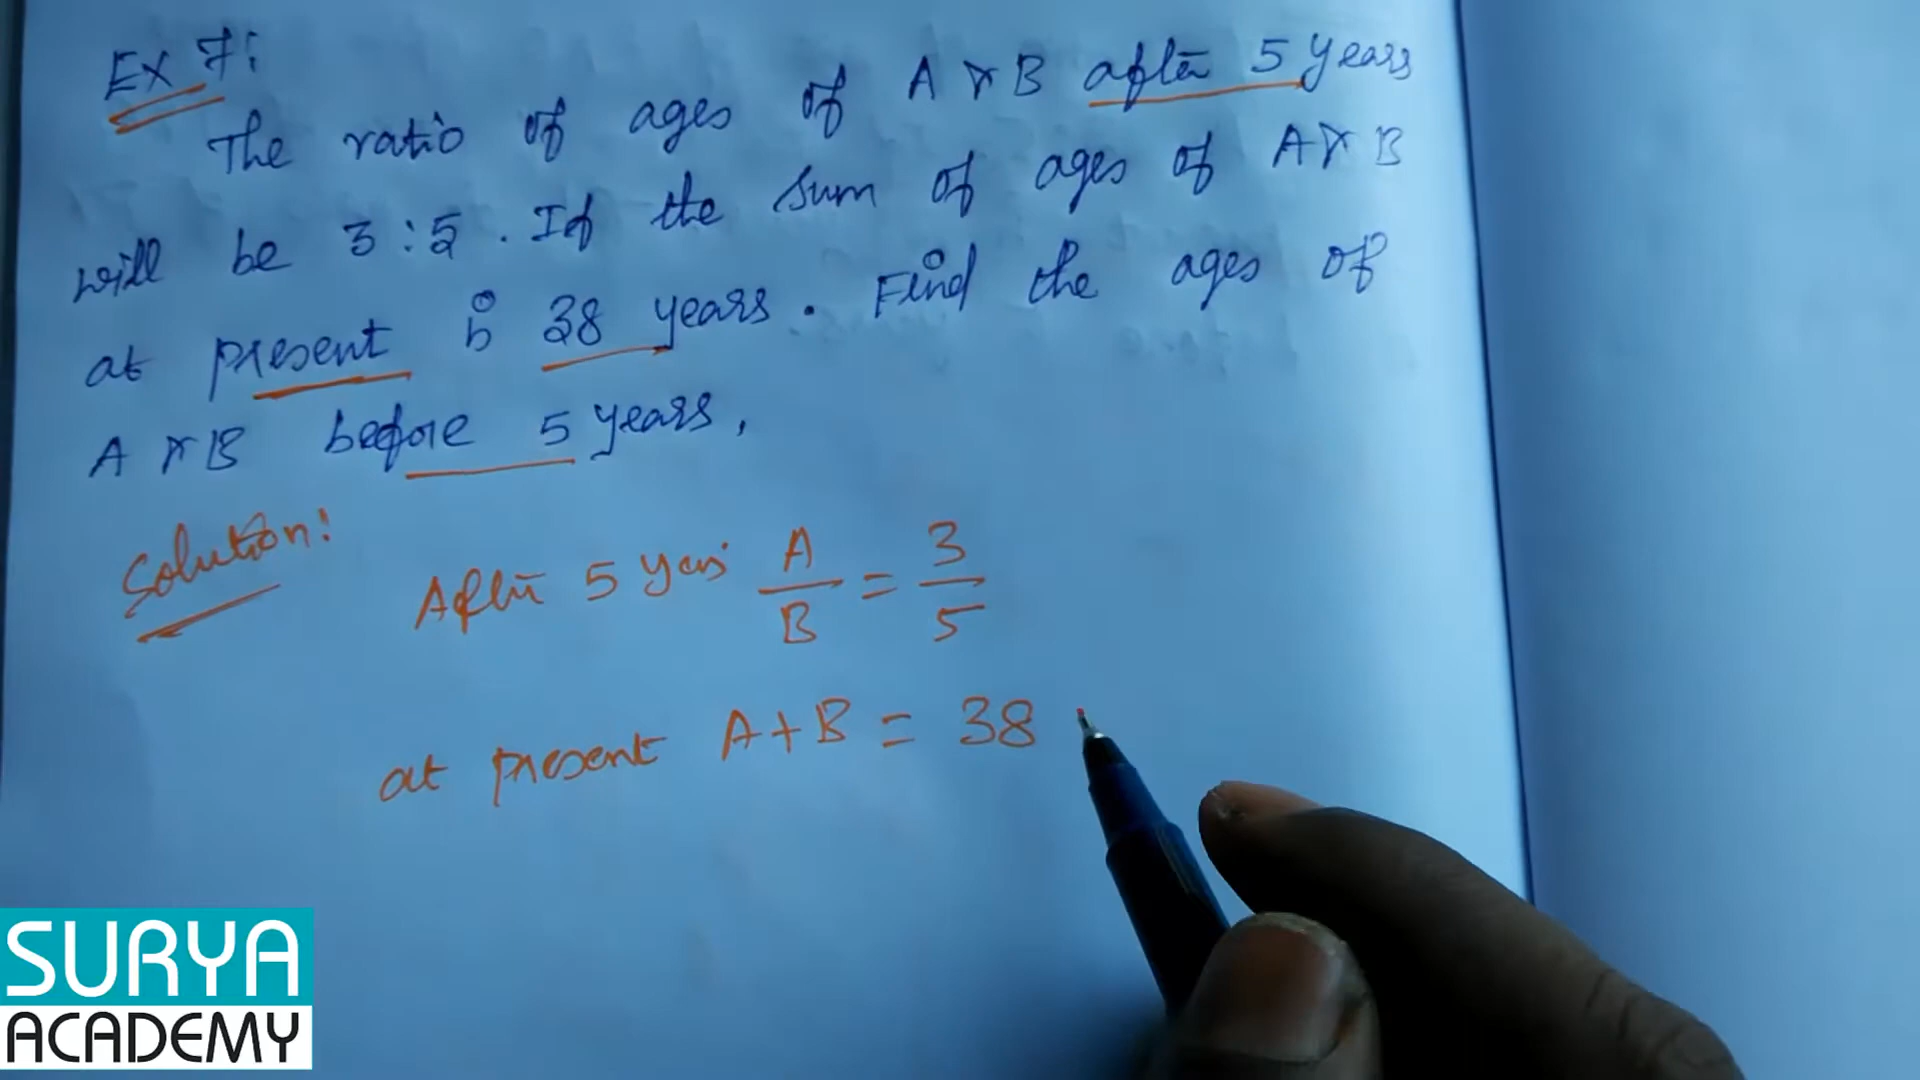 Ex 7:
The ratio of ages of A & B after 5 years
will be 3:5. If the sum of ages of A & B
at present is 38 years. Find the ages of
A & B before 5 years.
Solution:
After 5 years A/B = 3/5
at present A+B = 38
SURYA
ACADEMY